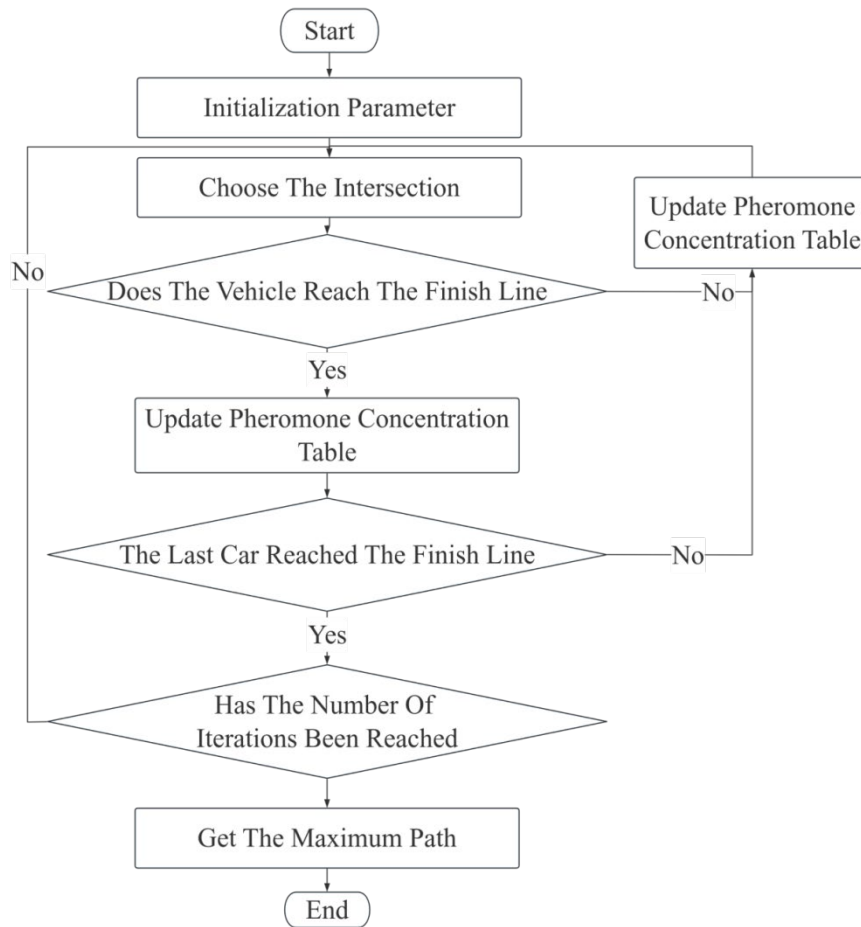 Start
Initialization Parameter
Choose The Intersection
Update Pheromone
Concentration Table
No
Does The Vehicle Reach The Finish Line
No
Yes
Update Pheromone Concentration
Table
The Last Car Reached The Finish Line
No
Yes
Has The Number Of
Iterations Been Reached
Get The Maximum Path
End